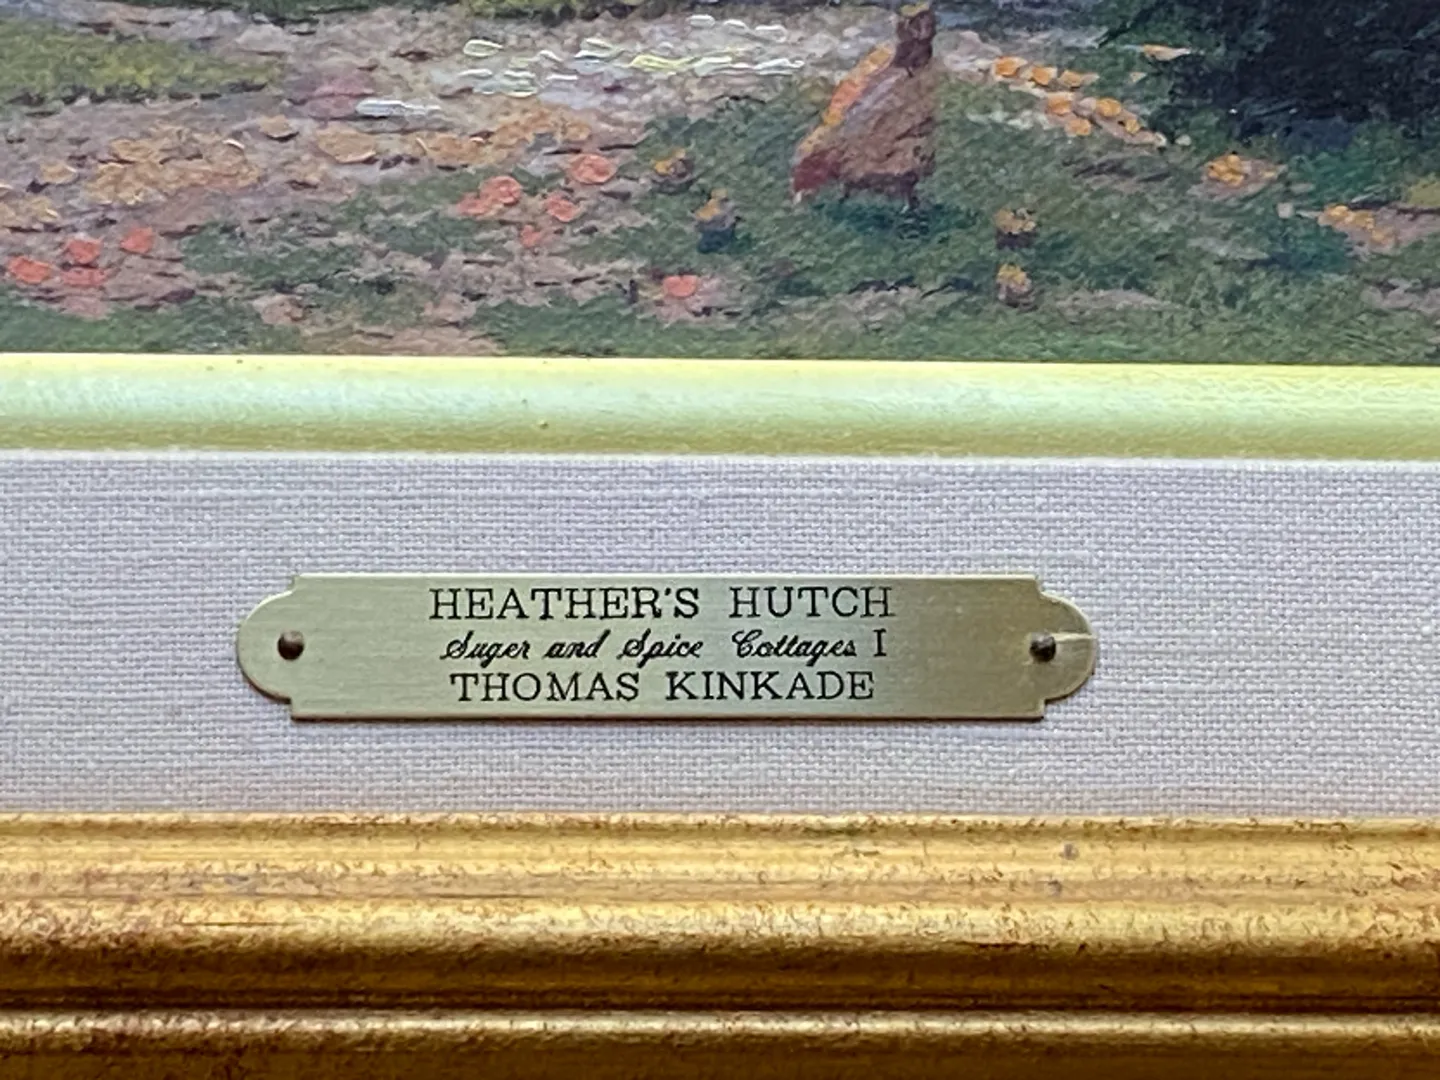 HEATHER'S HUTCH
Suger and Spice Cottages I
THOMAS KINKADE